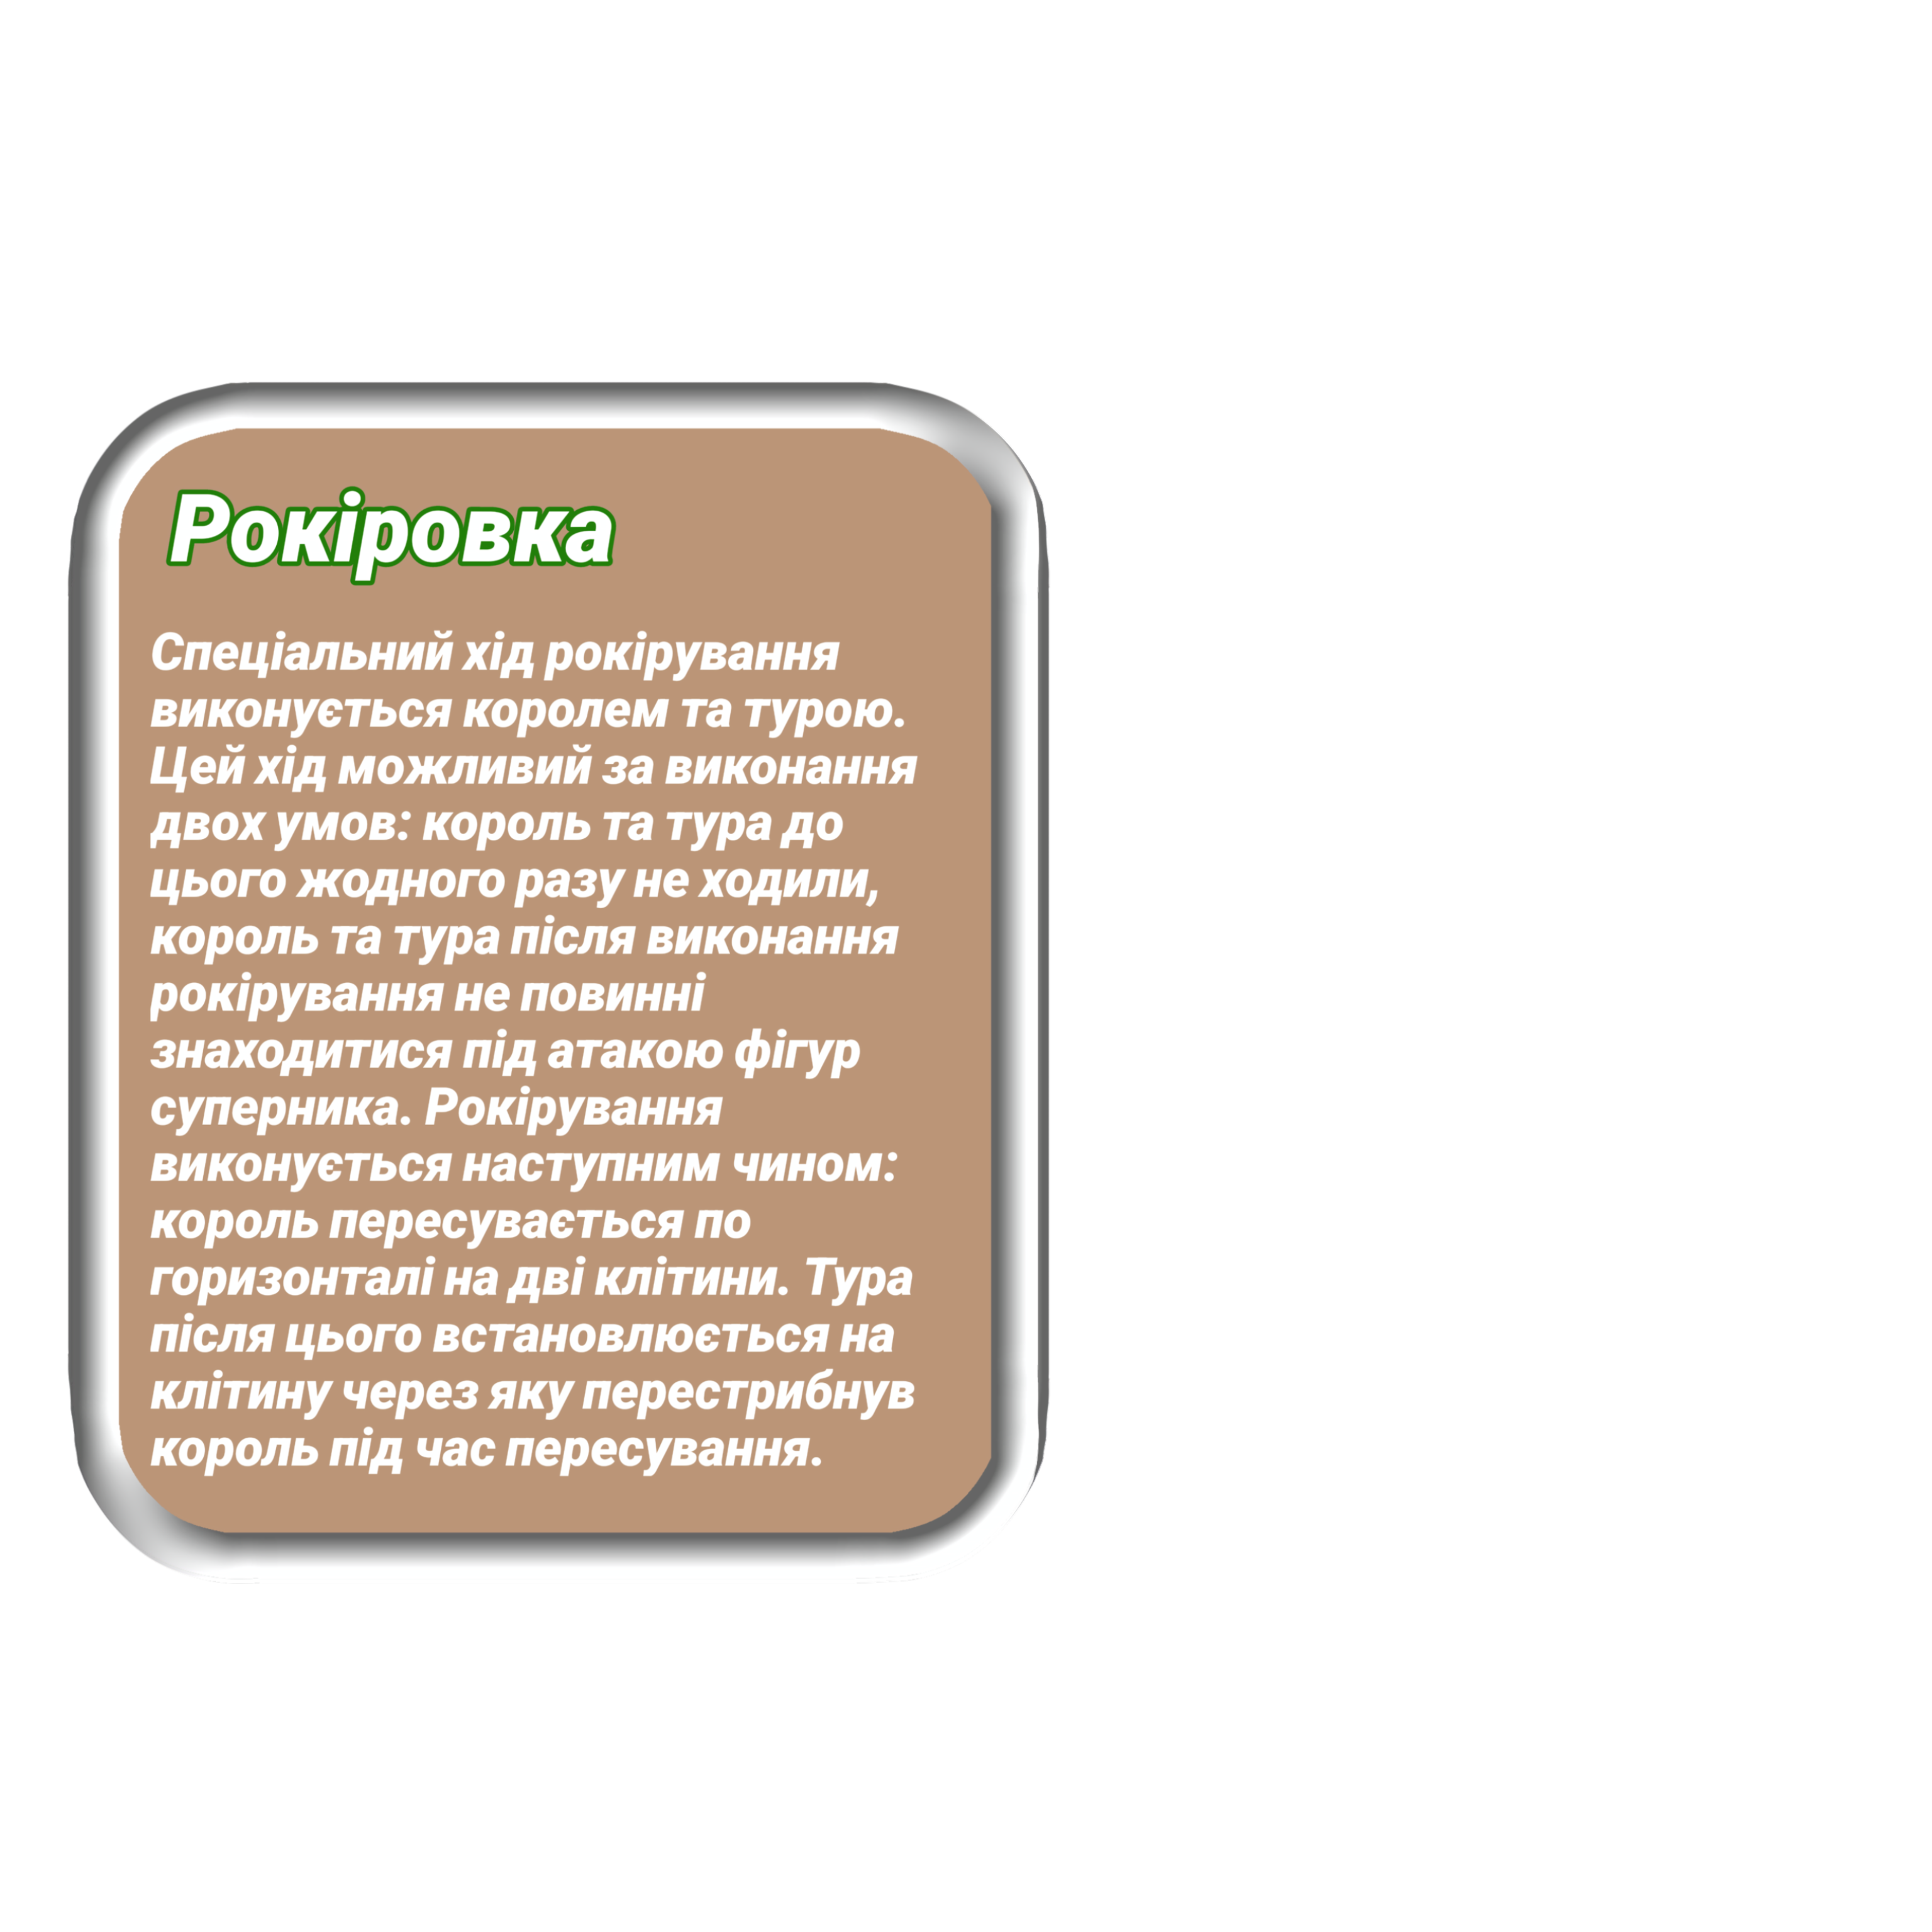 Рокіровка
Спеціальний хід рокірування
виконується королем та турою.
Цей хід можливий за виконання
двох умов: король та тура до
цього жодного разу не ходили,
король та тура після виконання
рокірування не повинні
знаходитися під атакою фігур
суперника. Рокірування
виконується наступним чином:
король пересувається по
горизонталі на дві клітини. Тура
після цього встановлюється на
клітину через яку перестрибнув
король під час пересування.